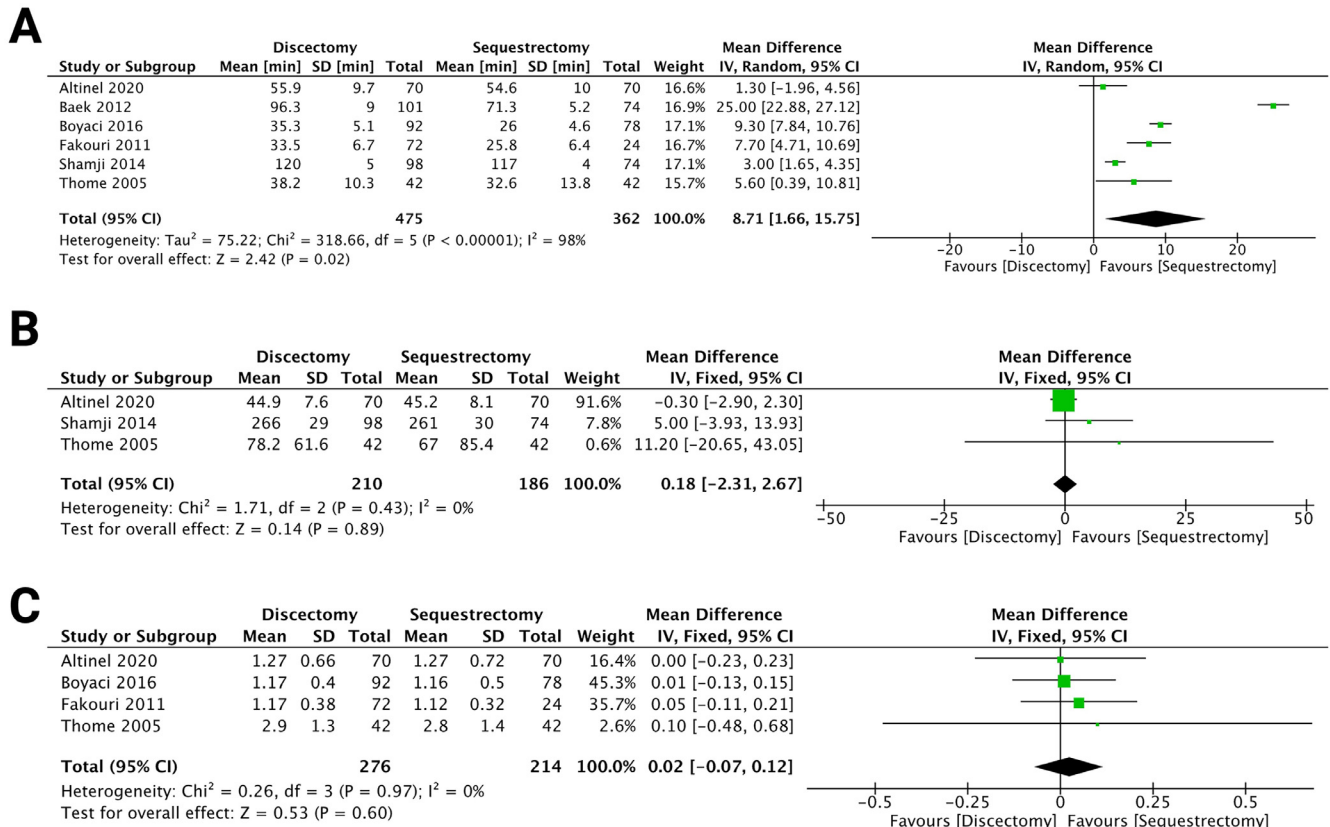 A
Discectomy Sequestrectomy Mean Difference Mean Difference
Study or Subgroup Mean [min] SD [min] Total Mean [min] SD [min] Total Weight IV, Random, 95% CI IV, Random, 95% CI
Altinel 2020 55.9 9.7 70 54.6 10 70 16.6% 1.30 [−1.96, 4.56]
Baek 2012 96.3 9 101 71.3 5.2 74 16.9% 25.00 [22.88, 27.12]
Boyaci 2016 35.3 5.1 92 26 4.6 78 17.1% 9.30 [7.84, 10.76]
Fakouri 2011 33.5 6.7 72 25.8 6.4 24 16.7% 7.70 [4.71, 10.69]
Shamji 2014 120 5 98 117 4 74 17.1% 3.00 [1.65, 4.35]
Thome 2005 38.2 10.3 42 32.6 13.8 42 15.7% 5.60 [0.39, 10.81]
Total (95% CI) 475 362 100.0% 8.71 [1.66, 15.75]
Heterogeneity: Tau² = 75.22; Chi² = 318.66, df = 5 (P < 0.00001); I² = 98%
Test for overall effect: Z = 2.42 (P = 0.02)
−20 −10 0 10 20
Favours [Discectomy] Favours [Sequestrectomy]
B
Discectomy Sequestrectomy Mean Difference Mean Difference
Study or Subgroup Mean SD Total Mean SD Total Weight IV, Fixed, 95% CI IV, Fixed, 95% CI
Altinel 2020 44.9 7.6 70 45.2 8.1 70 91.6% −0.30 [−2.90, 2.30]
Shamji 2014 266 29 98 261 30 74 7.8% 5.00 [−3.93, 13.93]
Thome 2005 78.2 61.6 42 67 85.4 42 0.6% 11.20 [−20.65, 43.05]
Total (95% CI) 210 186 100.0% 0.18 [−2.31, 2.67]
Heterogeneity: Chi² = 1.71, df = 2 (P = 0.43); I² = 0%
Test for overall effect: Z = 0.14 (P = 0.89)
−50 −25 0 25 50
Favours [Discectomy] Favours [Sequestrectomy]
C
Discectomy Sequestrectomy Mean Difference Mean Difference
Study or Subgroup Mean SD Total Mean SD Total Weight IV, Fixed, 95% CI IV, Fixed, 95% CI
Altinel 2020 1.27 0.66 70 1.27 0.72 70 16.4% 0.00 [−0.23, 0.23]
Boyaci 2016 1.17 0.4 92 1.16 0.5 78 45.3% 0.01 [−0.13, 0.15]
Fakouri 2011 1.17 0.38 72 1.12 0.32 24 35.7% 0.05 [−0.11, 0.21]
Thome 2005 2.9 1.3 42 2.8 1.4 42 2.6% 0.10 [−0.48, 0.68]
Total (95% CI) 276 214 100.0% 0.02 [−0.07, 0.12]
Heterogeneity: Chi² = 0.26, df = 3 (P = 0.97); I² = 0%
Test for overall effect: Z = 0.53 (P = 0.60)
−0.5 −0.25 0 0.25 0.5
Favours [Discectomy] Favours [Sequestrectomy]